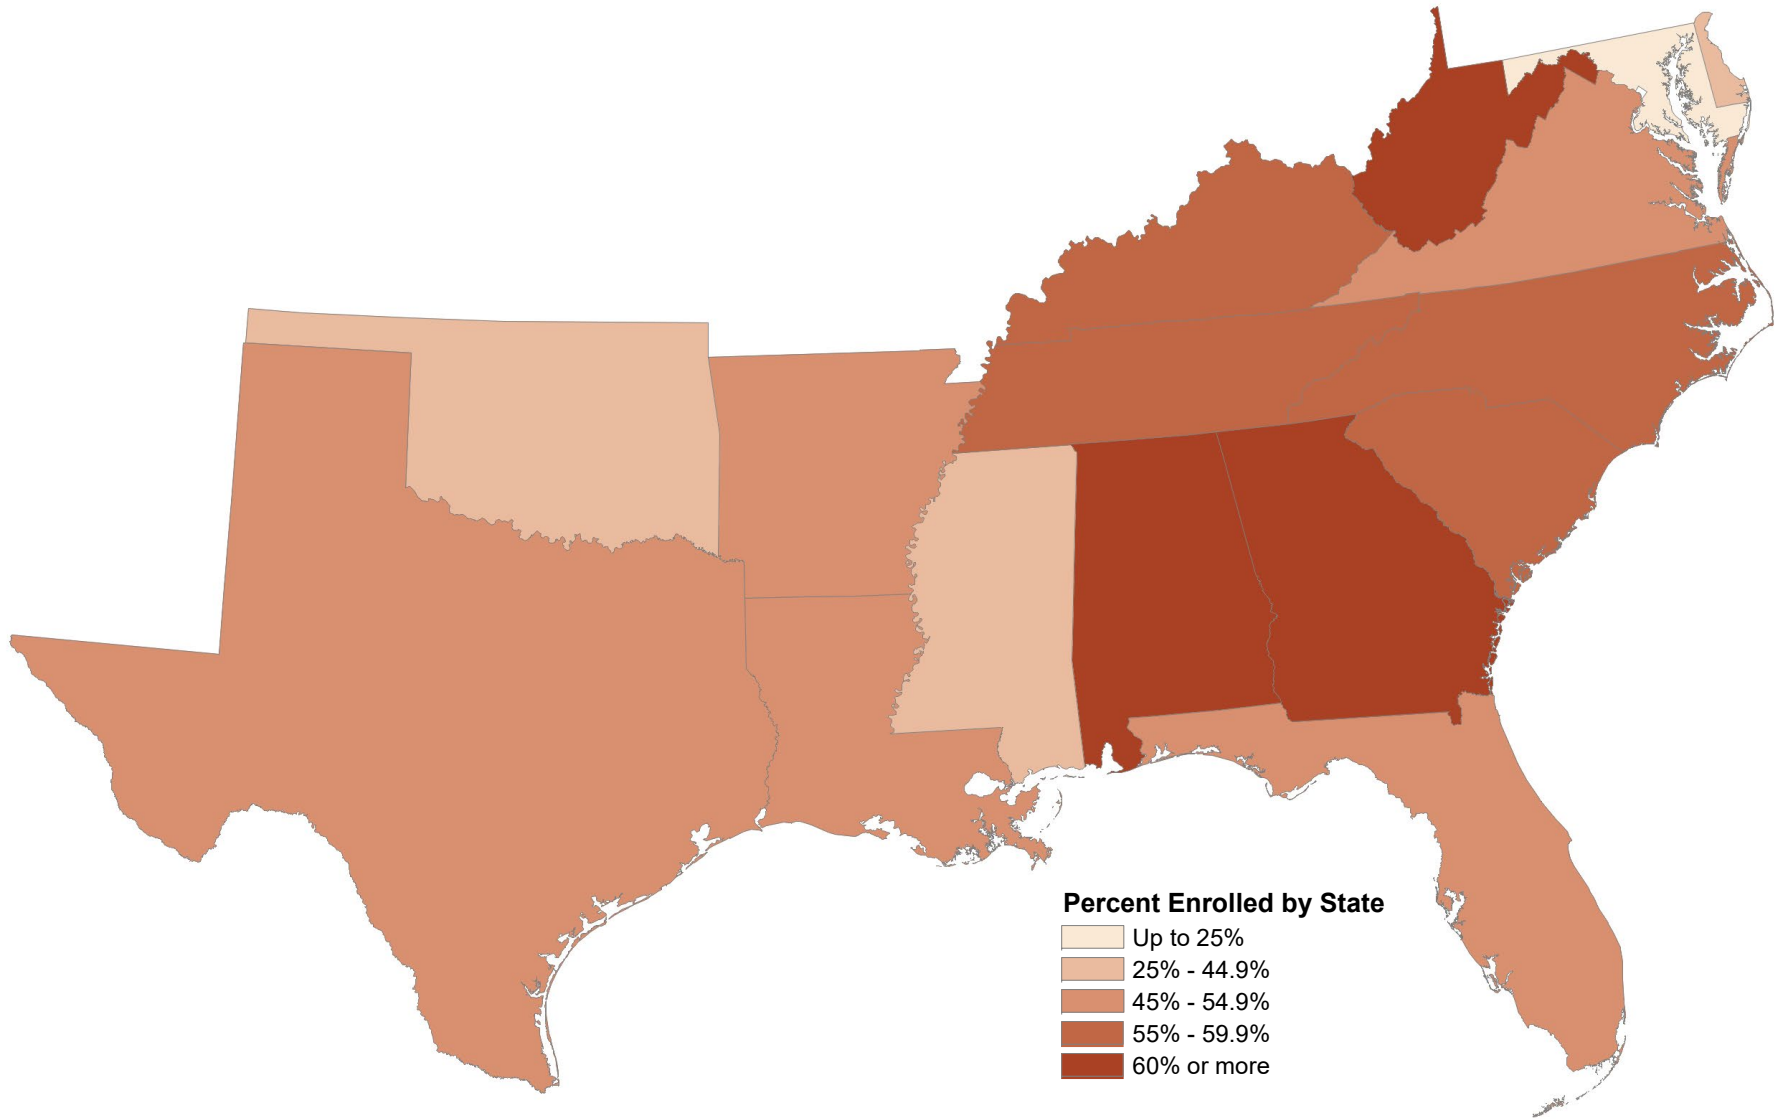 Percent Enrolled by State
Up to 25%
25% - 44.9%
45% - 54.9%
55% - 59.9%
60% or more